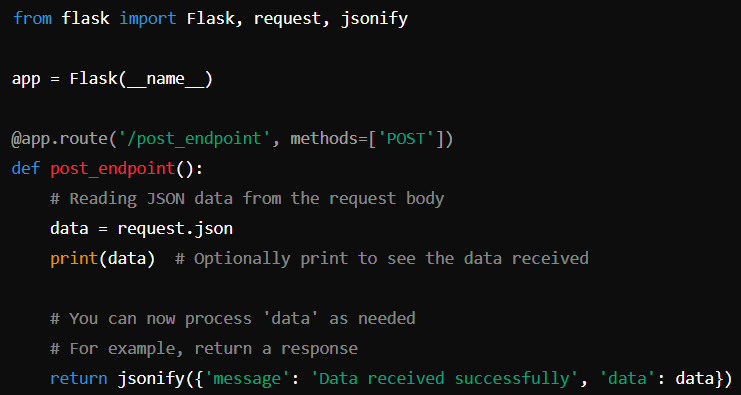 from flask import Flask, request, jsonify
app = Flask(__name__)
@app.route('/post_endpoint', methods=['POST'])
def post_endpoint():
    # Reading JSON data from the request body
    data = request.json
    print(data)  # Optionally print to see the data received
    # You can now process 'data' as needed
    # For example, return a response
    return jsonify({'message': 'Data received successfully', 'data': data})